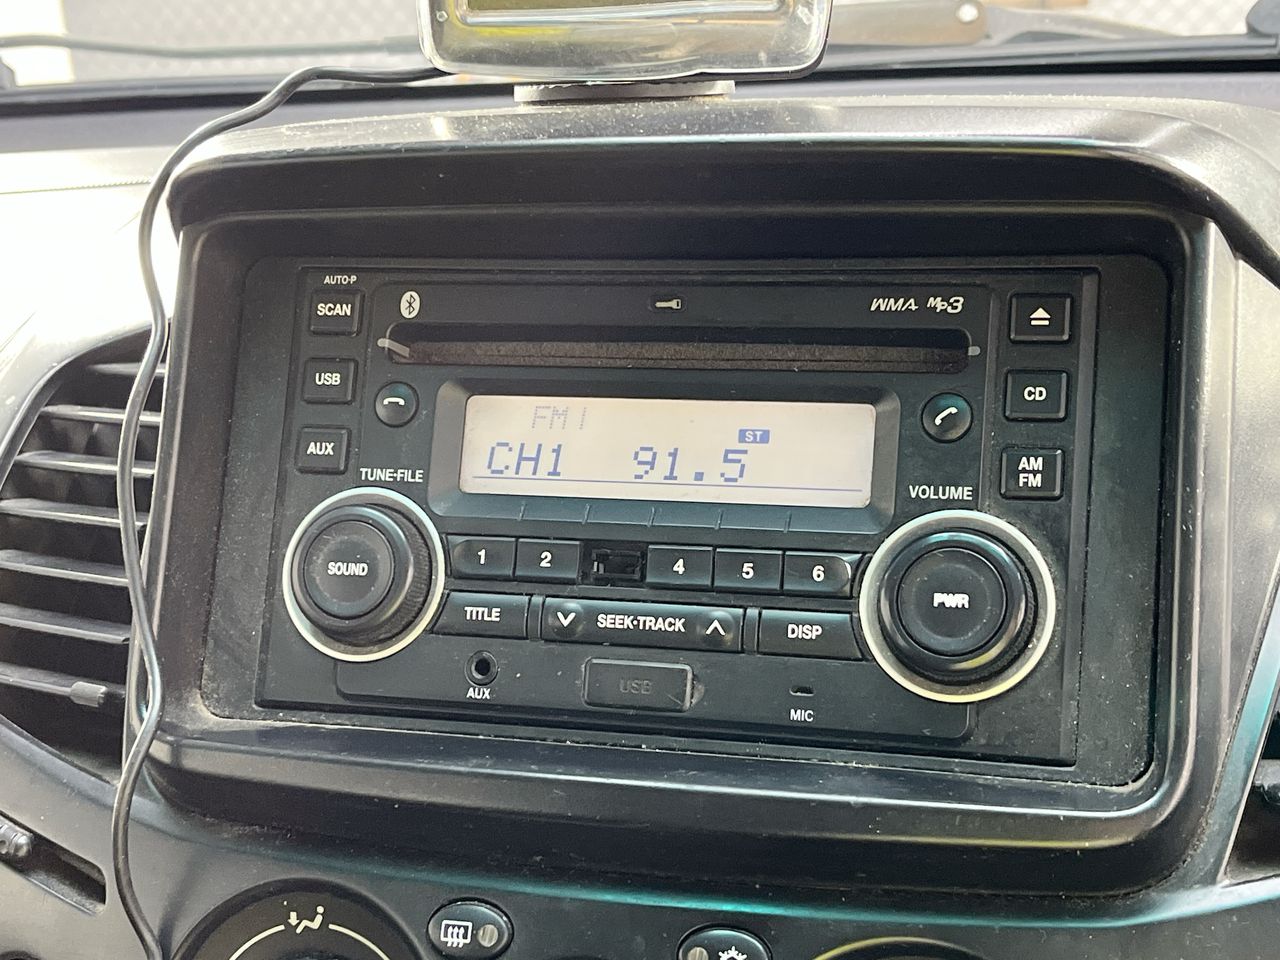 AUTO-P
SCAN
WMA MP3
USB
CD
AUX
FM1
ST
CH1 91.5
AM
FM
TUNE•FILE
VOLUME
SOUND
1 2 4 5 6
PWR
TITLE
SEEK•TRACK
DISP
AUX
USB
MIC